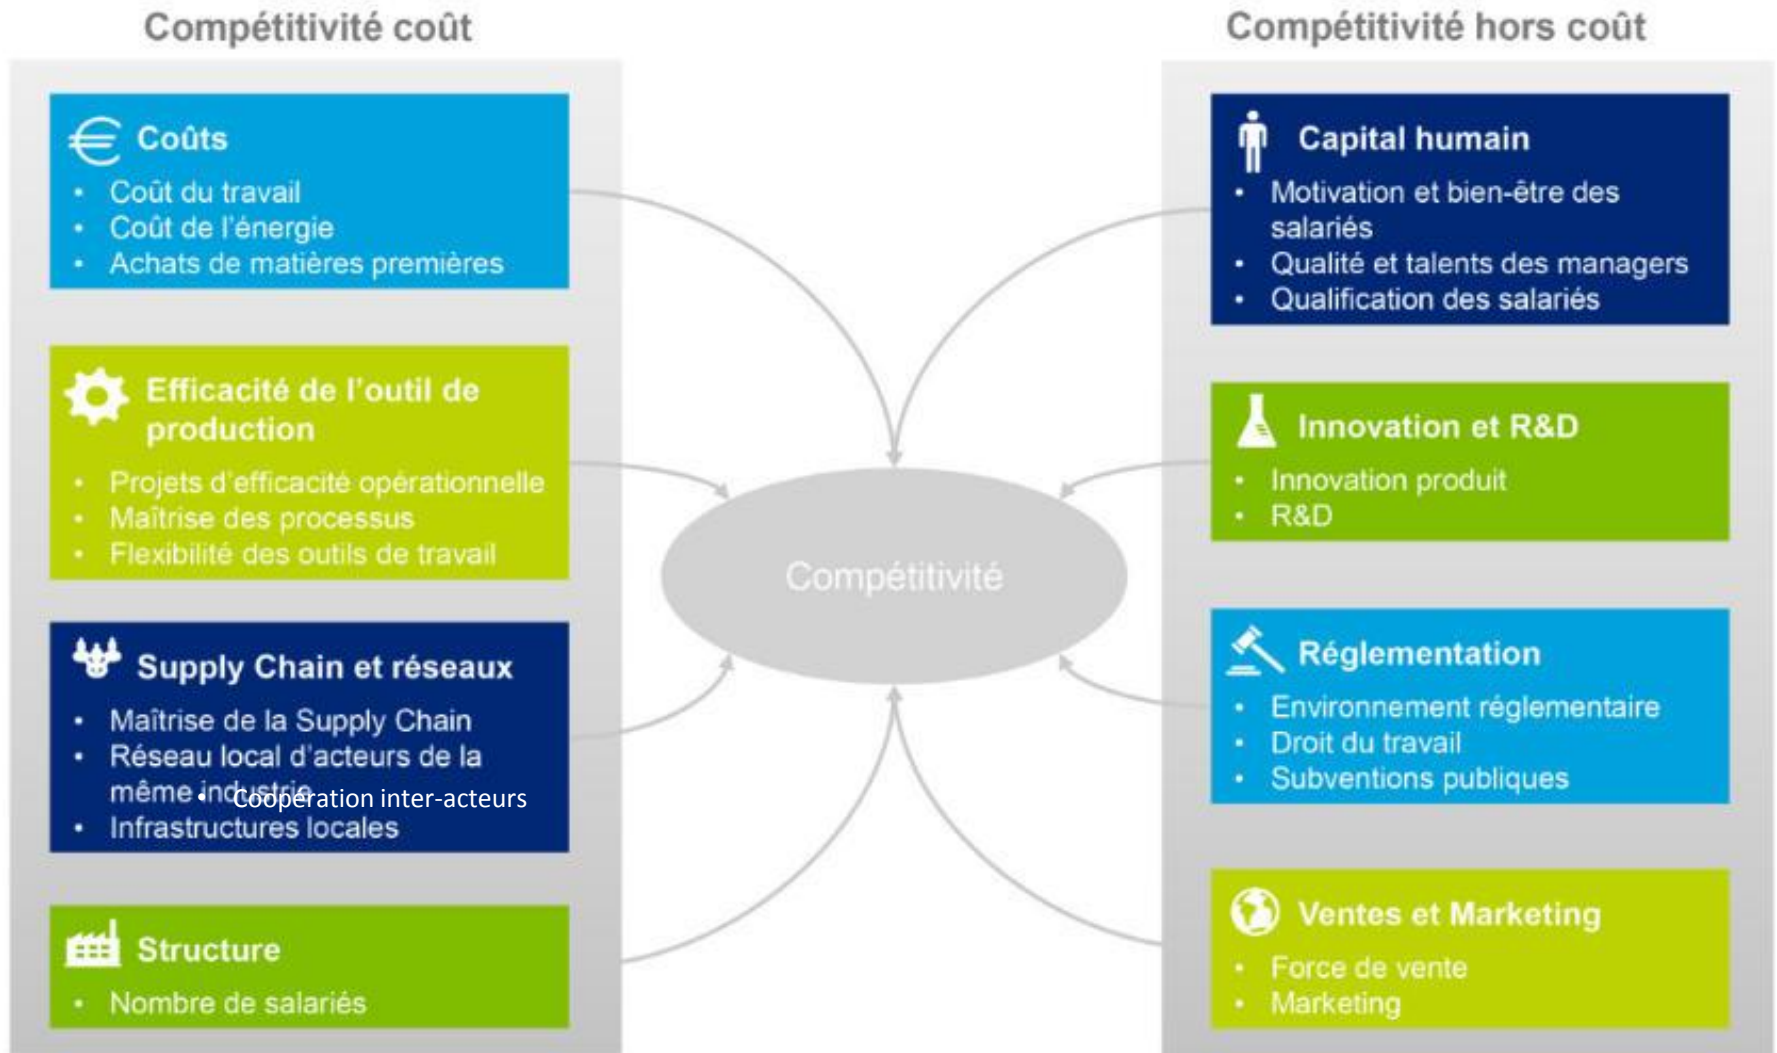 Compétitivité coût
Coûts
• Coût du travail
• Coût de l'énergie
• Achats de matières premières
Efficacité de l'outil de
production
• Projets d'efficacité opérationnelle
• Maîtrise des processus
• Flexibilité des outils de travail
Supply Chain et réseaux
• Maîtrise de la Supply Chain
• Réseau local d'acteurs de la
même industrie
• Coopération inter-acteurs
• Infrastructures locales
Structure
• Nombre de salariés
Compétitivité
Compétitivité hors coût
Capital humain
• Motivation et bien-être des
salariés
• Qualité et talents des managers
• Qualification des salariés
Innovation et R&D
• Innovation produit
• R&D
Réglementation
• Environnement réglementaire
• Droit du travail
• Subventions publiques
Ventes et Marketing
• Force de vente
• Marketing